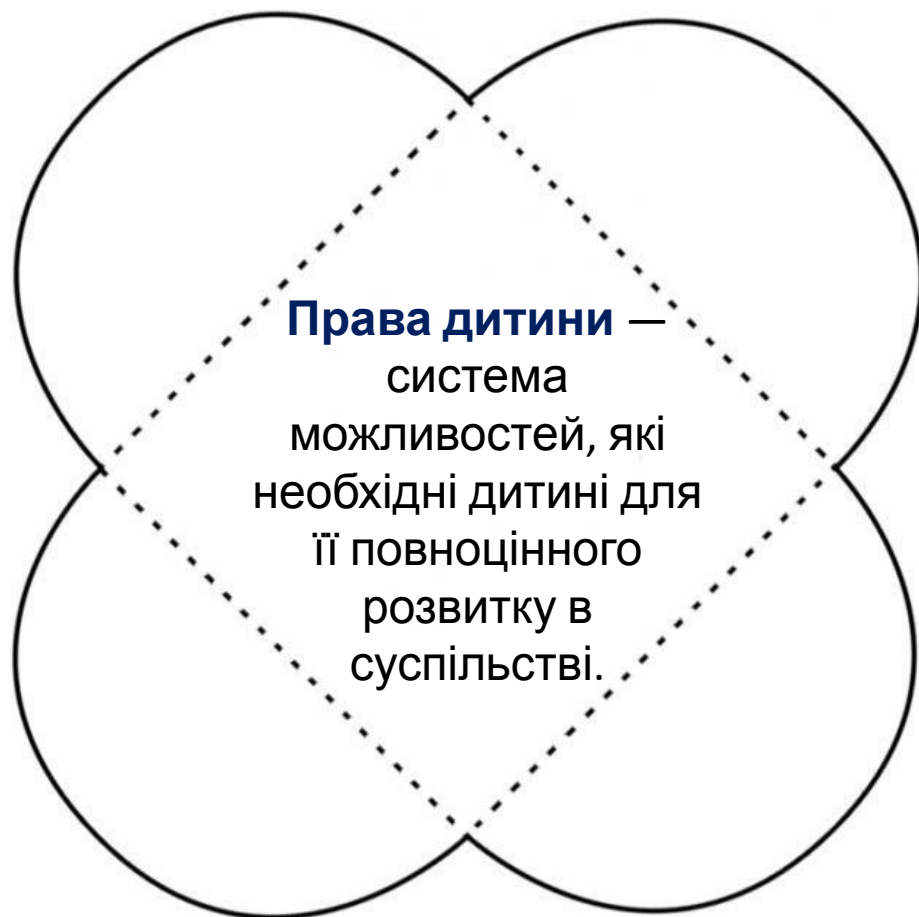 Права дитини —
система
можливостей, які
необхідні дитині для
її повноцінного
розвитку в
суспільстві.